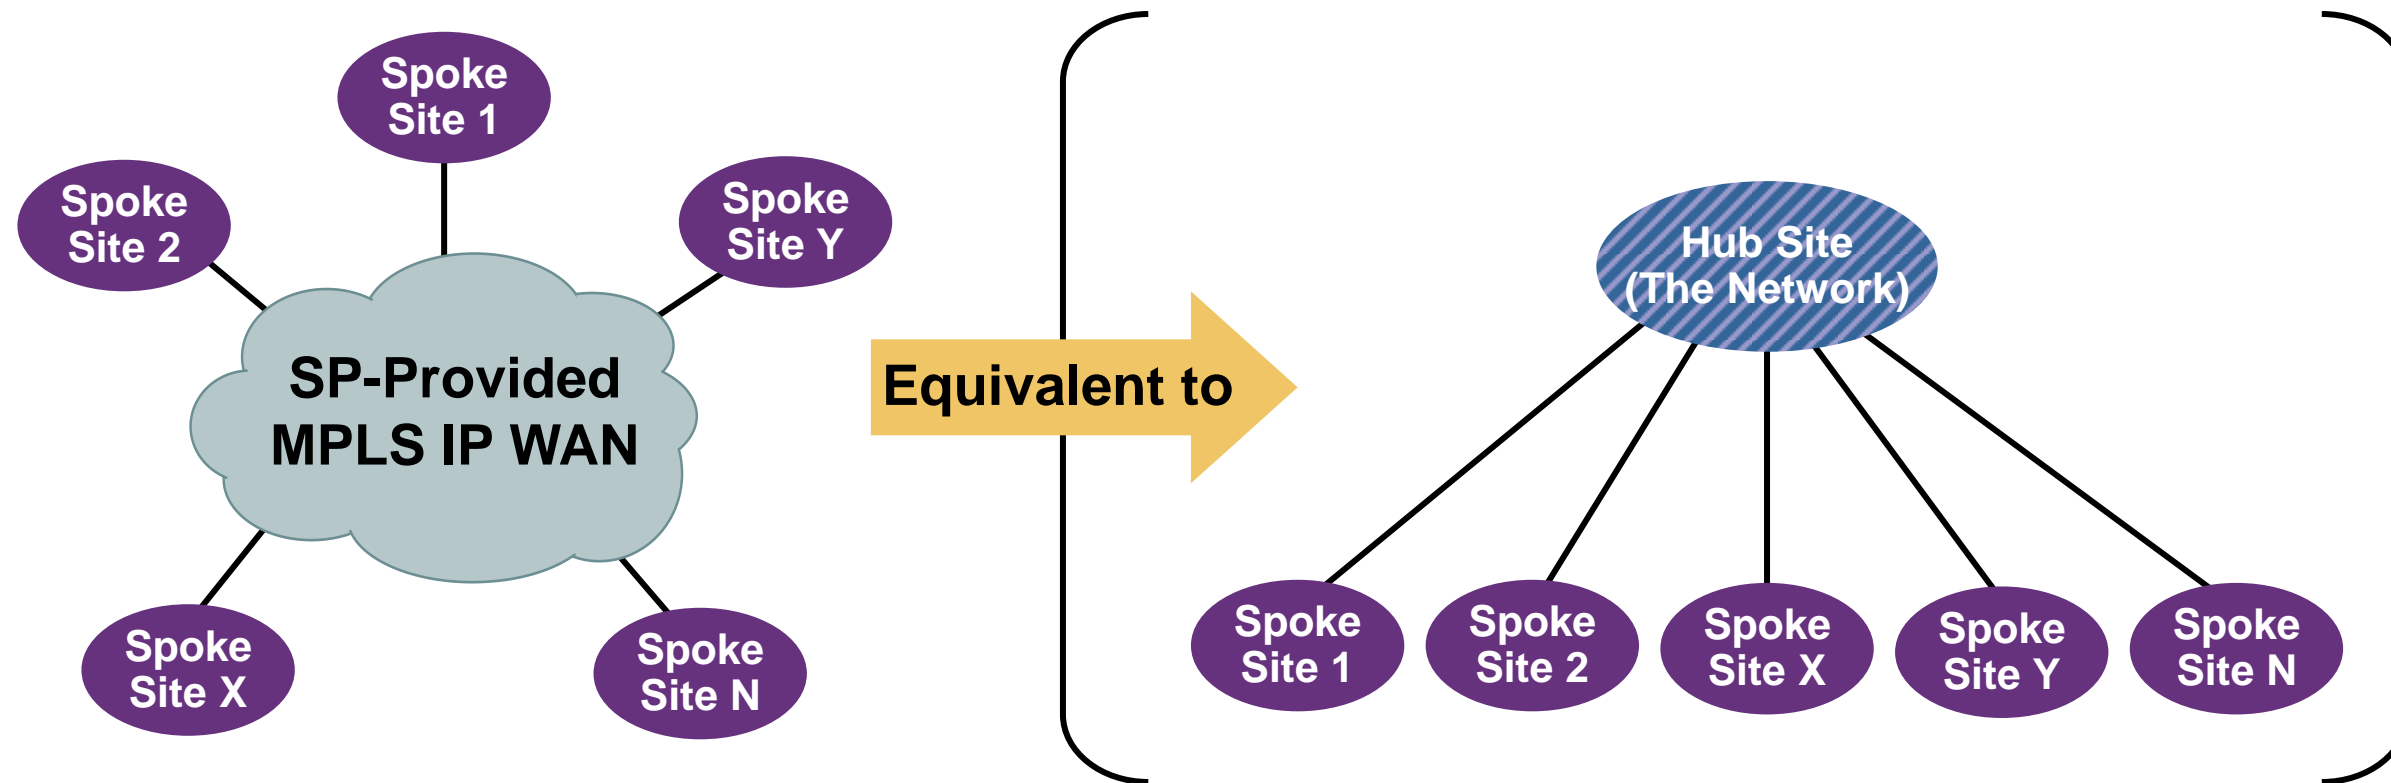 Spoke
Site 1
Spoke
Site 2
Spoke
Site Y
SP-Provided
MPLS IP WAN
Spoke
Site X
Spoke
Site N
Equivalent to
Hub Site
(The Network)
Spoke
Site 1
Spoke
Site 2
Spoke
Site X
Spoke
Site Y
Spoke
Site N